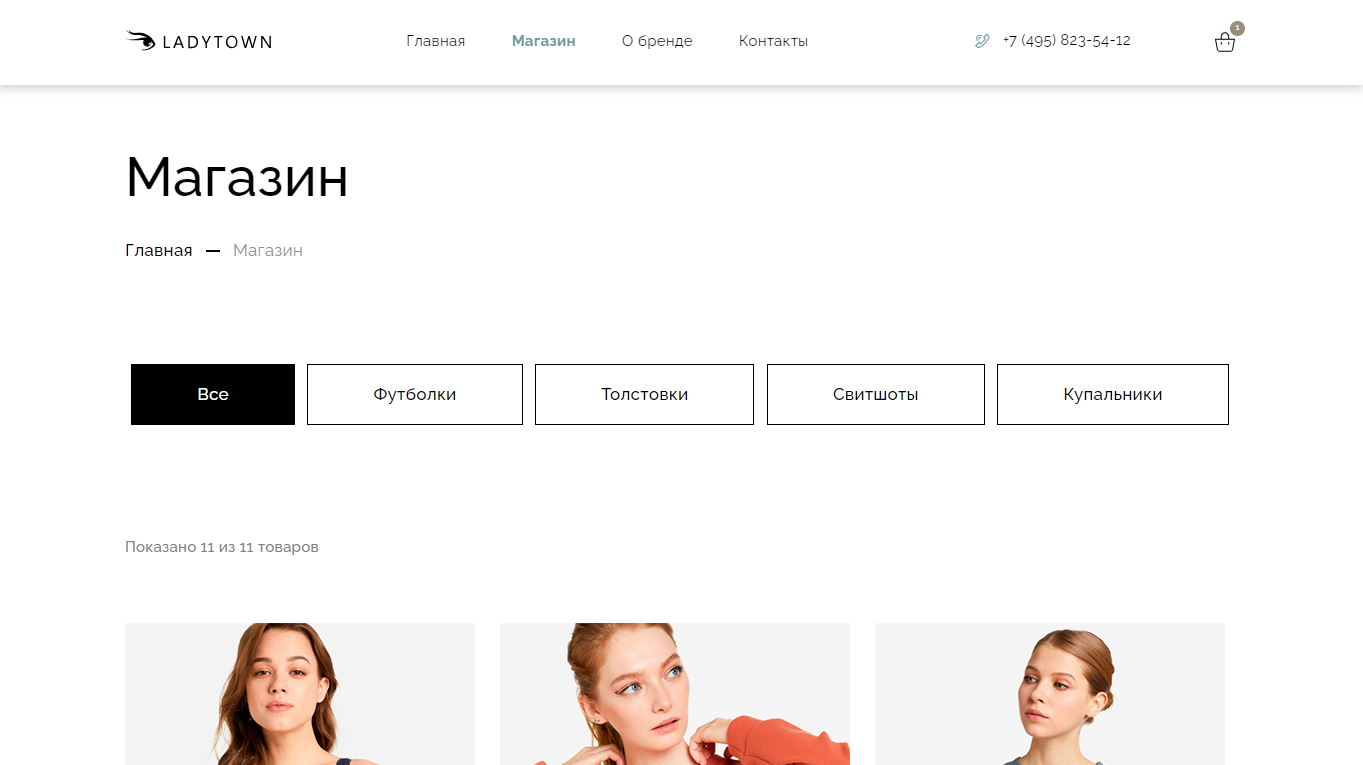 LADYTOWN Главная Магазин О бренде Контакты +7 (495) 823-54-12 1
Магазин
Главная — Магазин
Все Футболки Толстовки Свитшоты Купальники
Показано 11 из 11 товаров